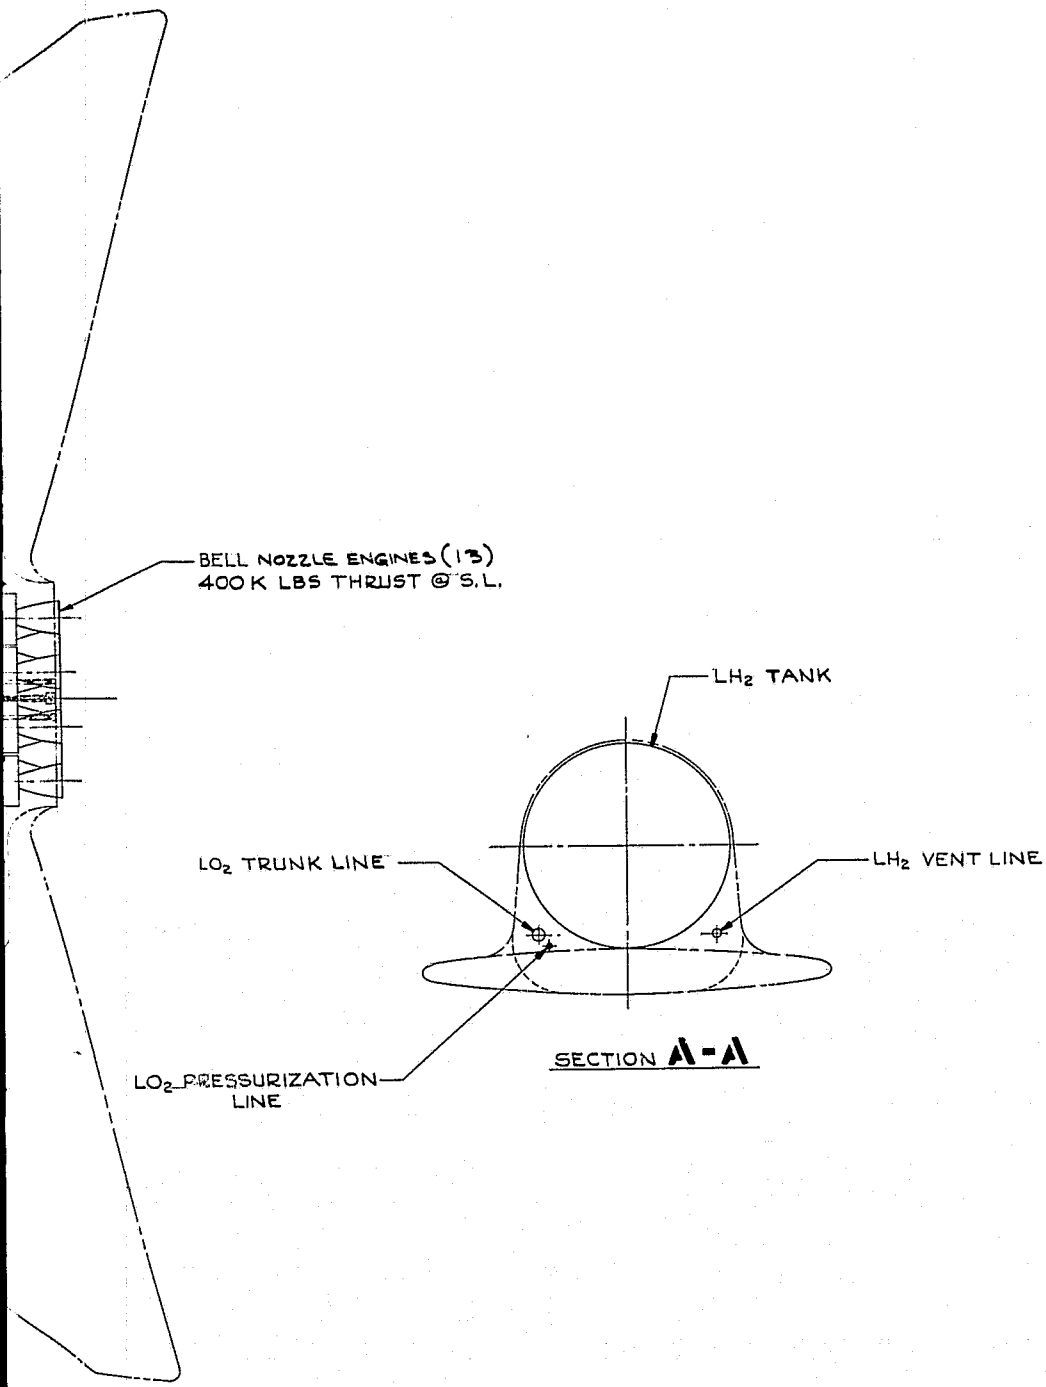 BELL NOZZLE ENGINES (13)
400 K LBS THRUST @ S.L.
LH₂ TANK
LO₂ TRUNK LINE
LH₂ VENT LINE
SECTION A-A
LO₂ PRESSURIZATION
LINE